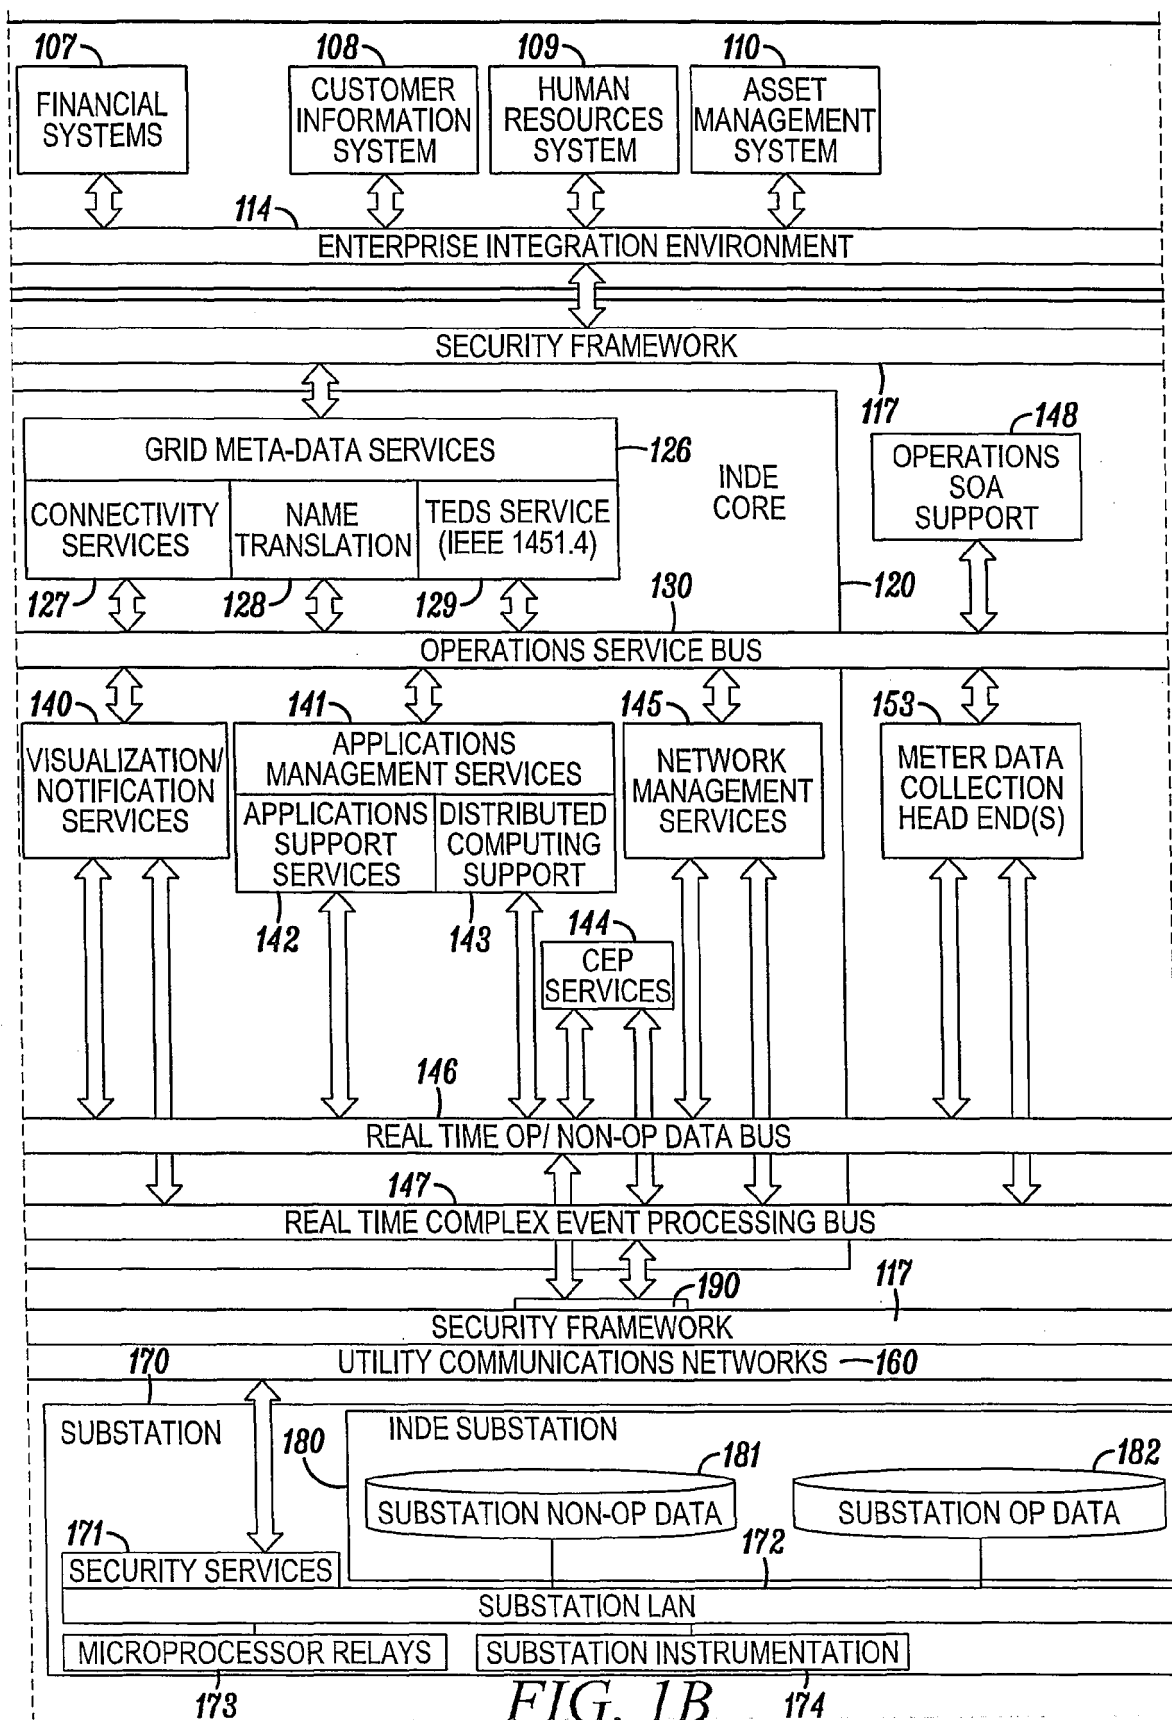 107
108
109
110
FINANCIAL
SYSTEMS
CUSTOMER
INFORMATION
SYSTEM
HUMAN
RESOURCES
SYSTEM
ASSET
MANAGEMENT
SYSTEM
114
ENTERPRISE INTEGRATION ENVIRONMENT
SECURITY FRAMEWORK
117
GRID META-DATA SERVICES
126
CONNECTIVITY
SERVICES
NAME
TRANSLATION
TEDS SERVICE
(IEEE 1451.4)
127
128
129
INDE
CORE
148
OPERATIONS
SOA
SUPPORT
120
130
OPERATIONS SERVICE BUS
140
VISUALIZATION/
NOTIFICATION
SERVICES
141
APPLICATIONS
MANAGEMENT SERVICES
APPLICATIONS
SUPPORT
SERVICES
DISTRIBUTED
COMPUTING
SUPPORT
142
143
145
NETWORK
MANAGEMENT
SERVICES
153
METER DATA
COLLECTION
HEAD END(S)
144
CEP
SERVICES
146
REAL TIME OP/ NON-OP DATA BUS
147
REAL TIME COMPLEX EVENT PROCESSING BUS
190
117
SECURITY FRAMEWORK
UTILITY COMMUNICATIONS NETWORKS 160
170
SUBSTATION
180
INDE SUBSTATION
181
SUBSTATION NON-OP DATA
182
SUBSTATION OP DATA
171
SECURITY SERVICES
172
SUBSTATION LAN
MICROPROCESSOR RELAYS
SUBSTATION INSTRUMENTATION
173
174
FIG. 1B